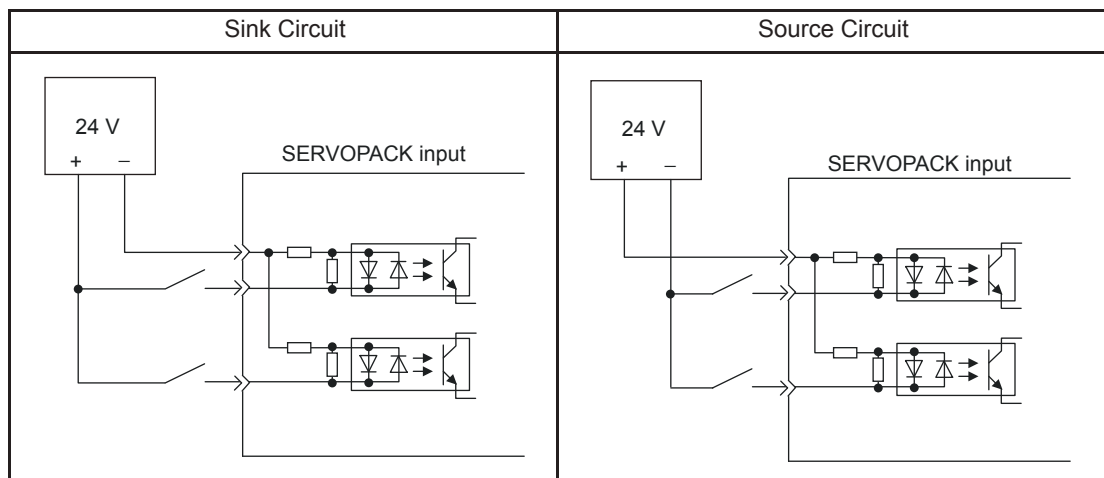 Sink Circuit
Source Circuit
24 V
+ −
SERVOPACK input
24 V
+ −
SERVOPACK input